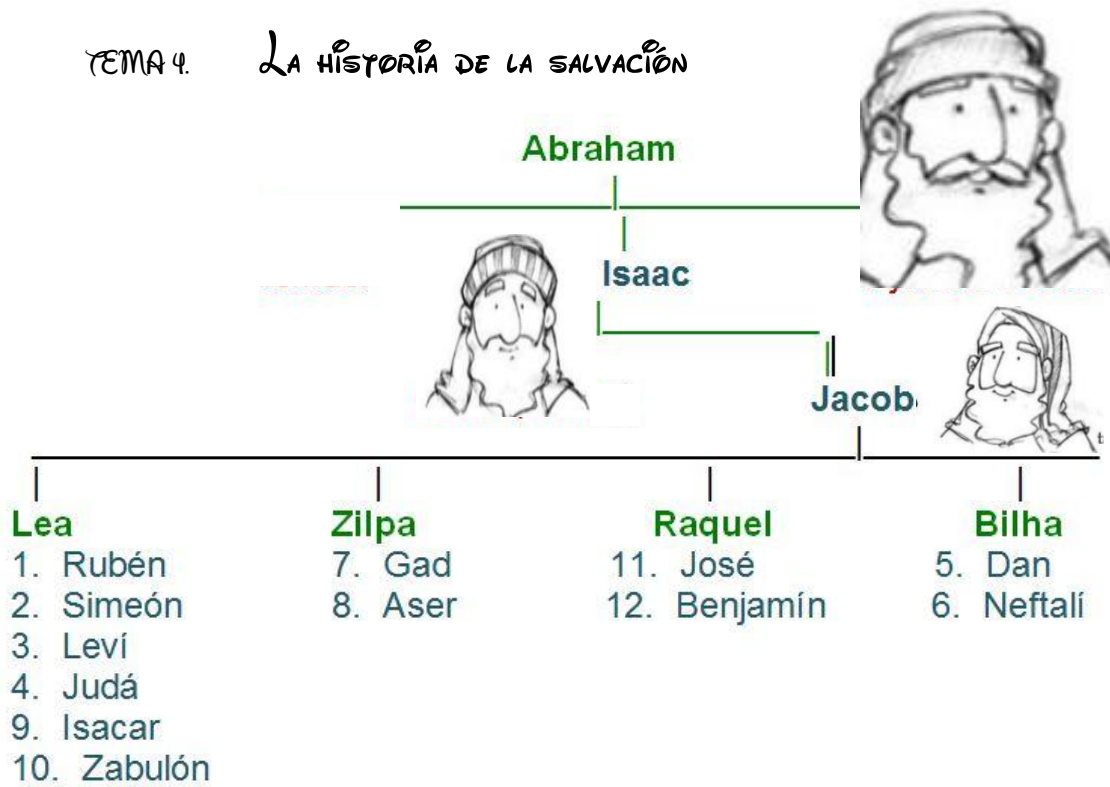 TEMA 4. LA HISTORIA DE LA SALVACIÓN
Abraham
Isaac
Jacob
Lea
1. Rubén
2. Simeón
3. Leví
4. Judá
9. Isacar
10. Zabulón
Zilpa
7. Gad
8. Aser
Raquel
11. José
12. Benjamín
Bilha
5. Dan
6. Neftalí